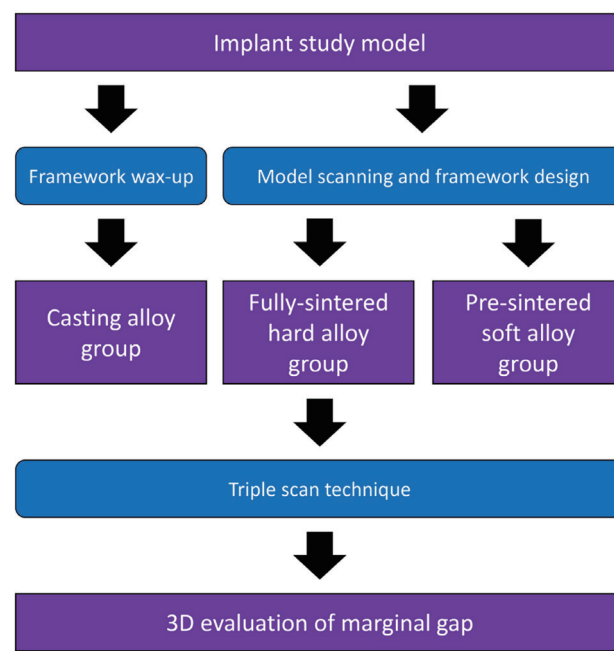 Implant study model
Framework wax-up
Model scanning and framework design
Casting alloy
group
Fully-sintered
hard alloy
group
Pre-sintered
soft alloy
group
Triple scan technique
3D evaluation of marginal gap